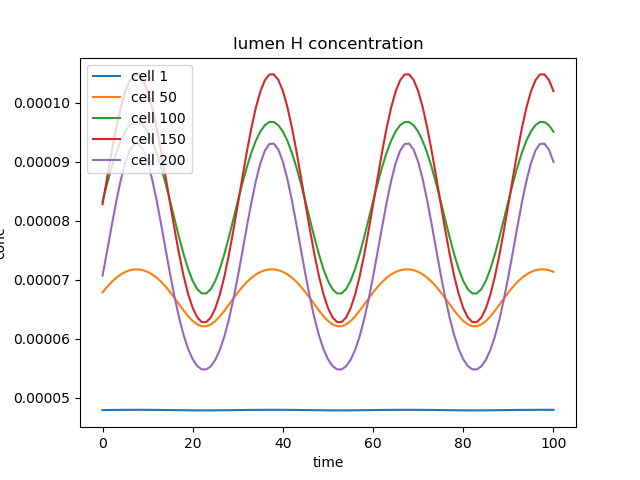 lumen H concentration
cell 1
cell 50
cell 100
cell 150
cell 200
0.00010
0.00009
0.00008
0.00007
0.00006
0.00005
conc
0 20 40 60 80 100
time